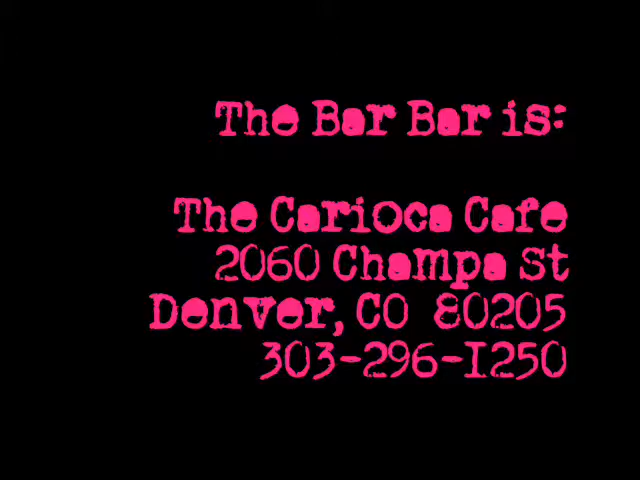 The Bar Bar is:
The Carioca Cafe
2060 Champa St
Denver, CO 80205
303-296-1250